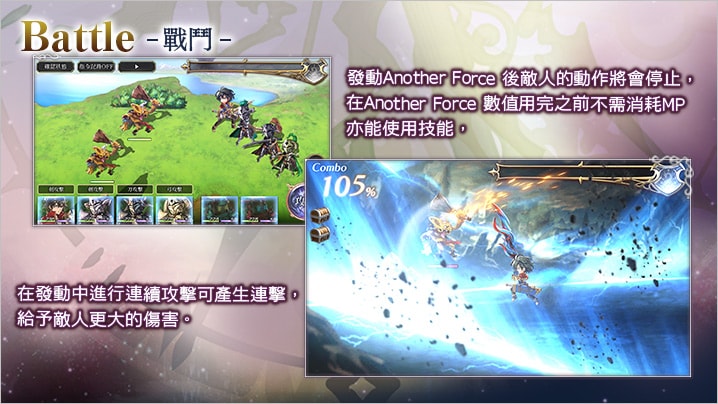 Battle -戰鬥-
發動Another Force 後敵人的動作將會停止,
在Another Force 數值用完之前不需消耗MP
亦能使用技能,
Combo
105%
在發動中進行連續攻擊可產生連擊,
給予敵人更大的傷害。